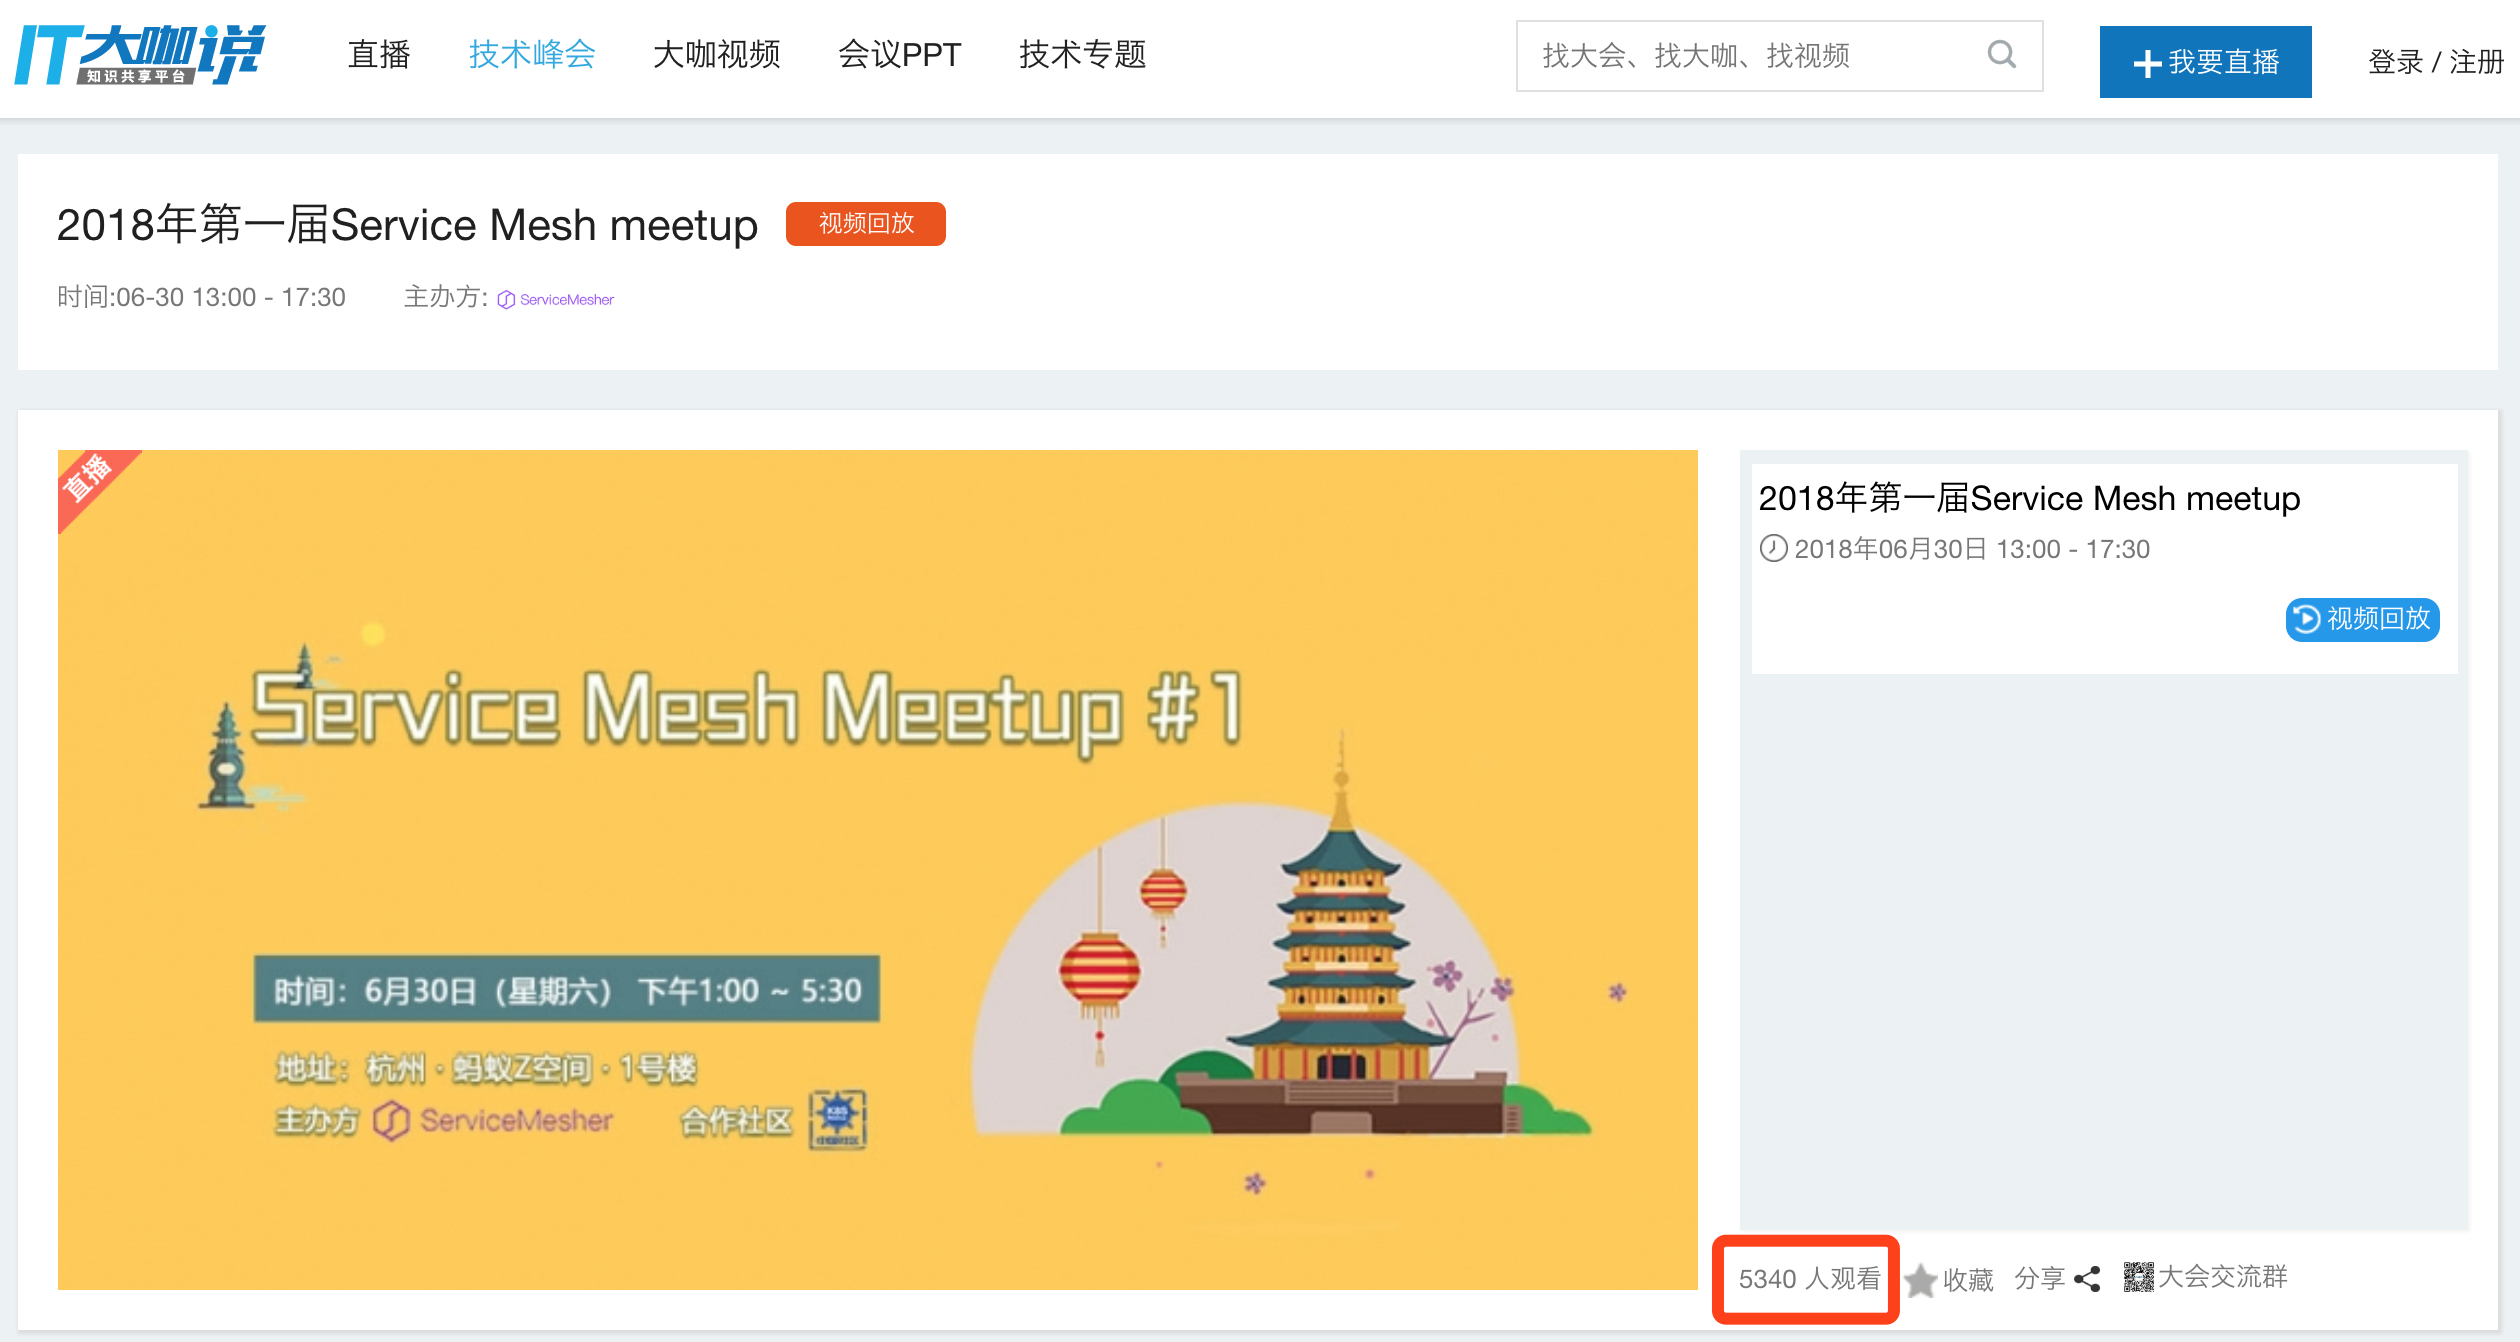 IT大咖说
知识共享平台
直播 技术峰会 大咖视频 会议PPT 技术专题
找大会、找大咖、找视频
我要直播
登录 / 注册
2018年第一届Service Mesh meetup 视频回放
时间:06-30 13:00 - 17:30 主办方: ServiceMesher
直播
Service Mesh Meetup #1
时间：6月30日（星期六） 下午1:00 ~ 5:30
地址：杭州 · 蚂蚁Z空间 · 1号楼
主办方 ServiceMesher 合作社区
K8S
2018年第一届Service Mesh meetup
2018年06月30日 13:00 - 17:30
视频回放
5340 人观看 收藏 分享 大会交流群